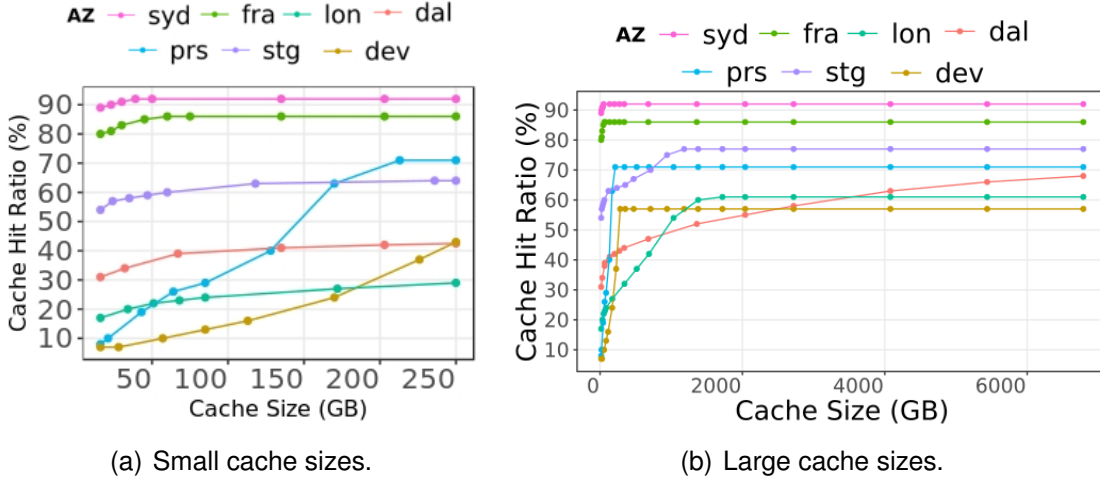 AZ syd fra lon dal
prs stg dev
Cache Hit Ratio (%)
90
80
70
60
50
40
30
20
10
50 100 150 200 250
Cache Size (GB)
(a) Small cache sizes.
AZ syd fra lon dal
prs stg dev
Cache Hit Ratio (%)
90
80
70
60
50
40
30
20
10
0 2000 4000 6000
Cache Size (GB)
(b) Large cache sizes.